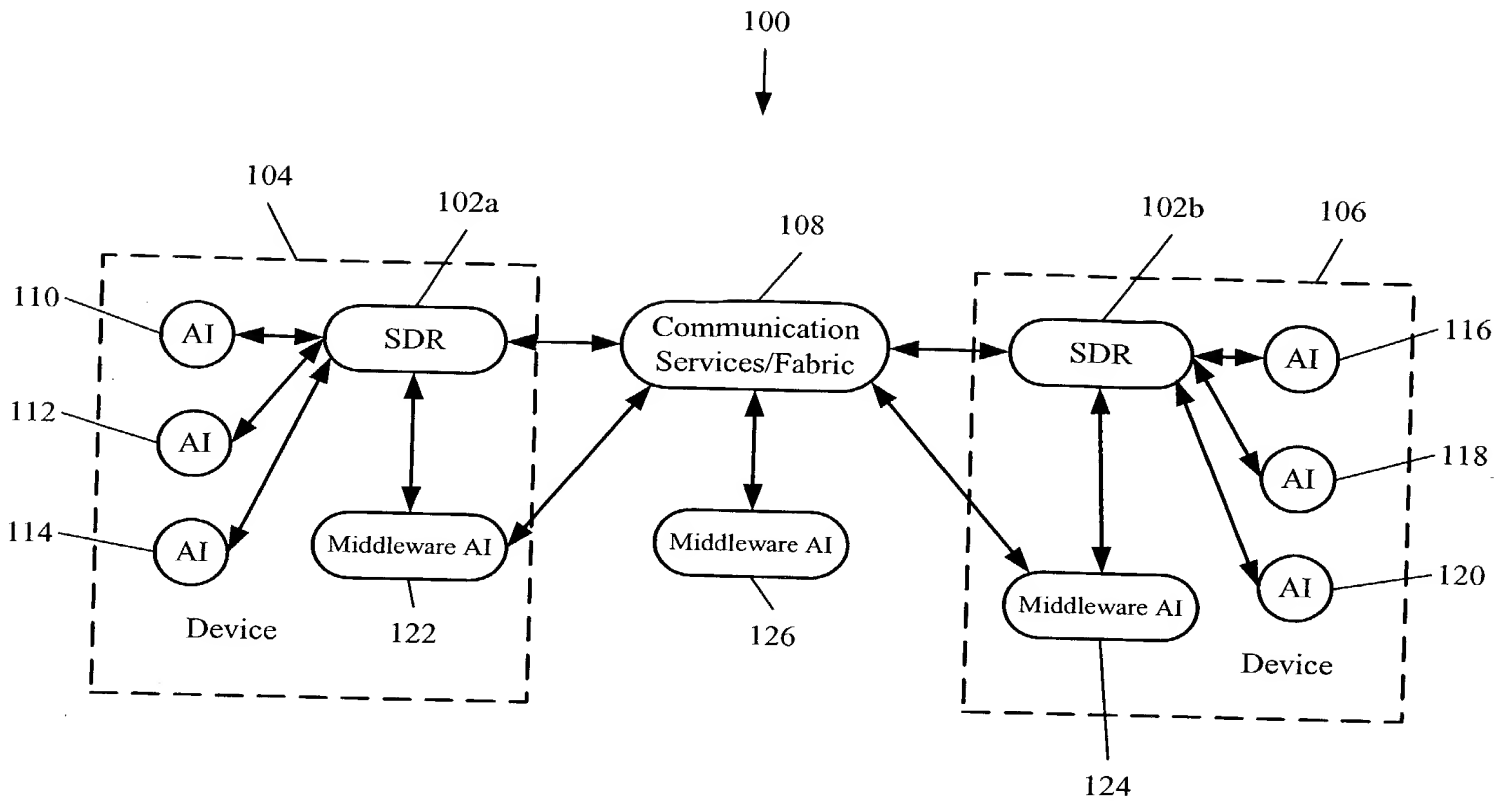 100
104
102a
108
102b
106
110
AI
SDR
Communication
Services/Fabric
SDR
AI
116
112
AI
AI
118
114
AI
Middleware AI
Middleware AI
Middleware AI
AI
120
Device
122
126
Device
124